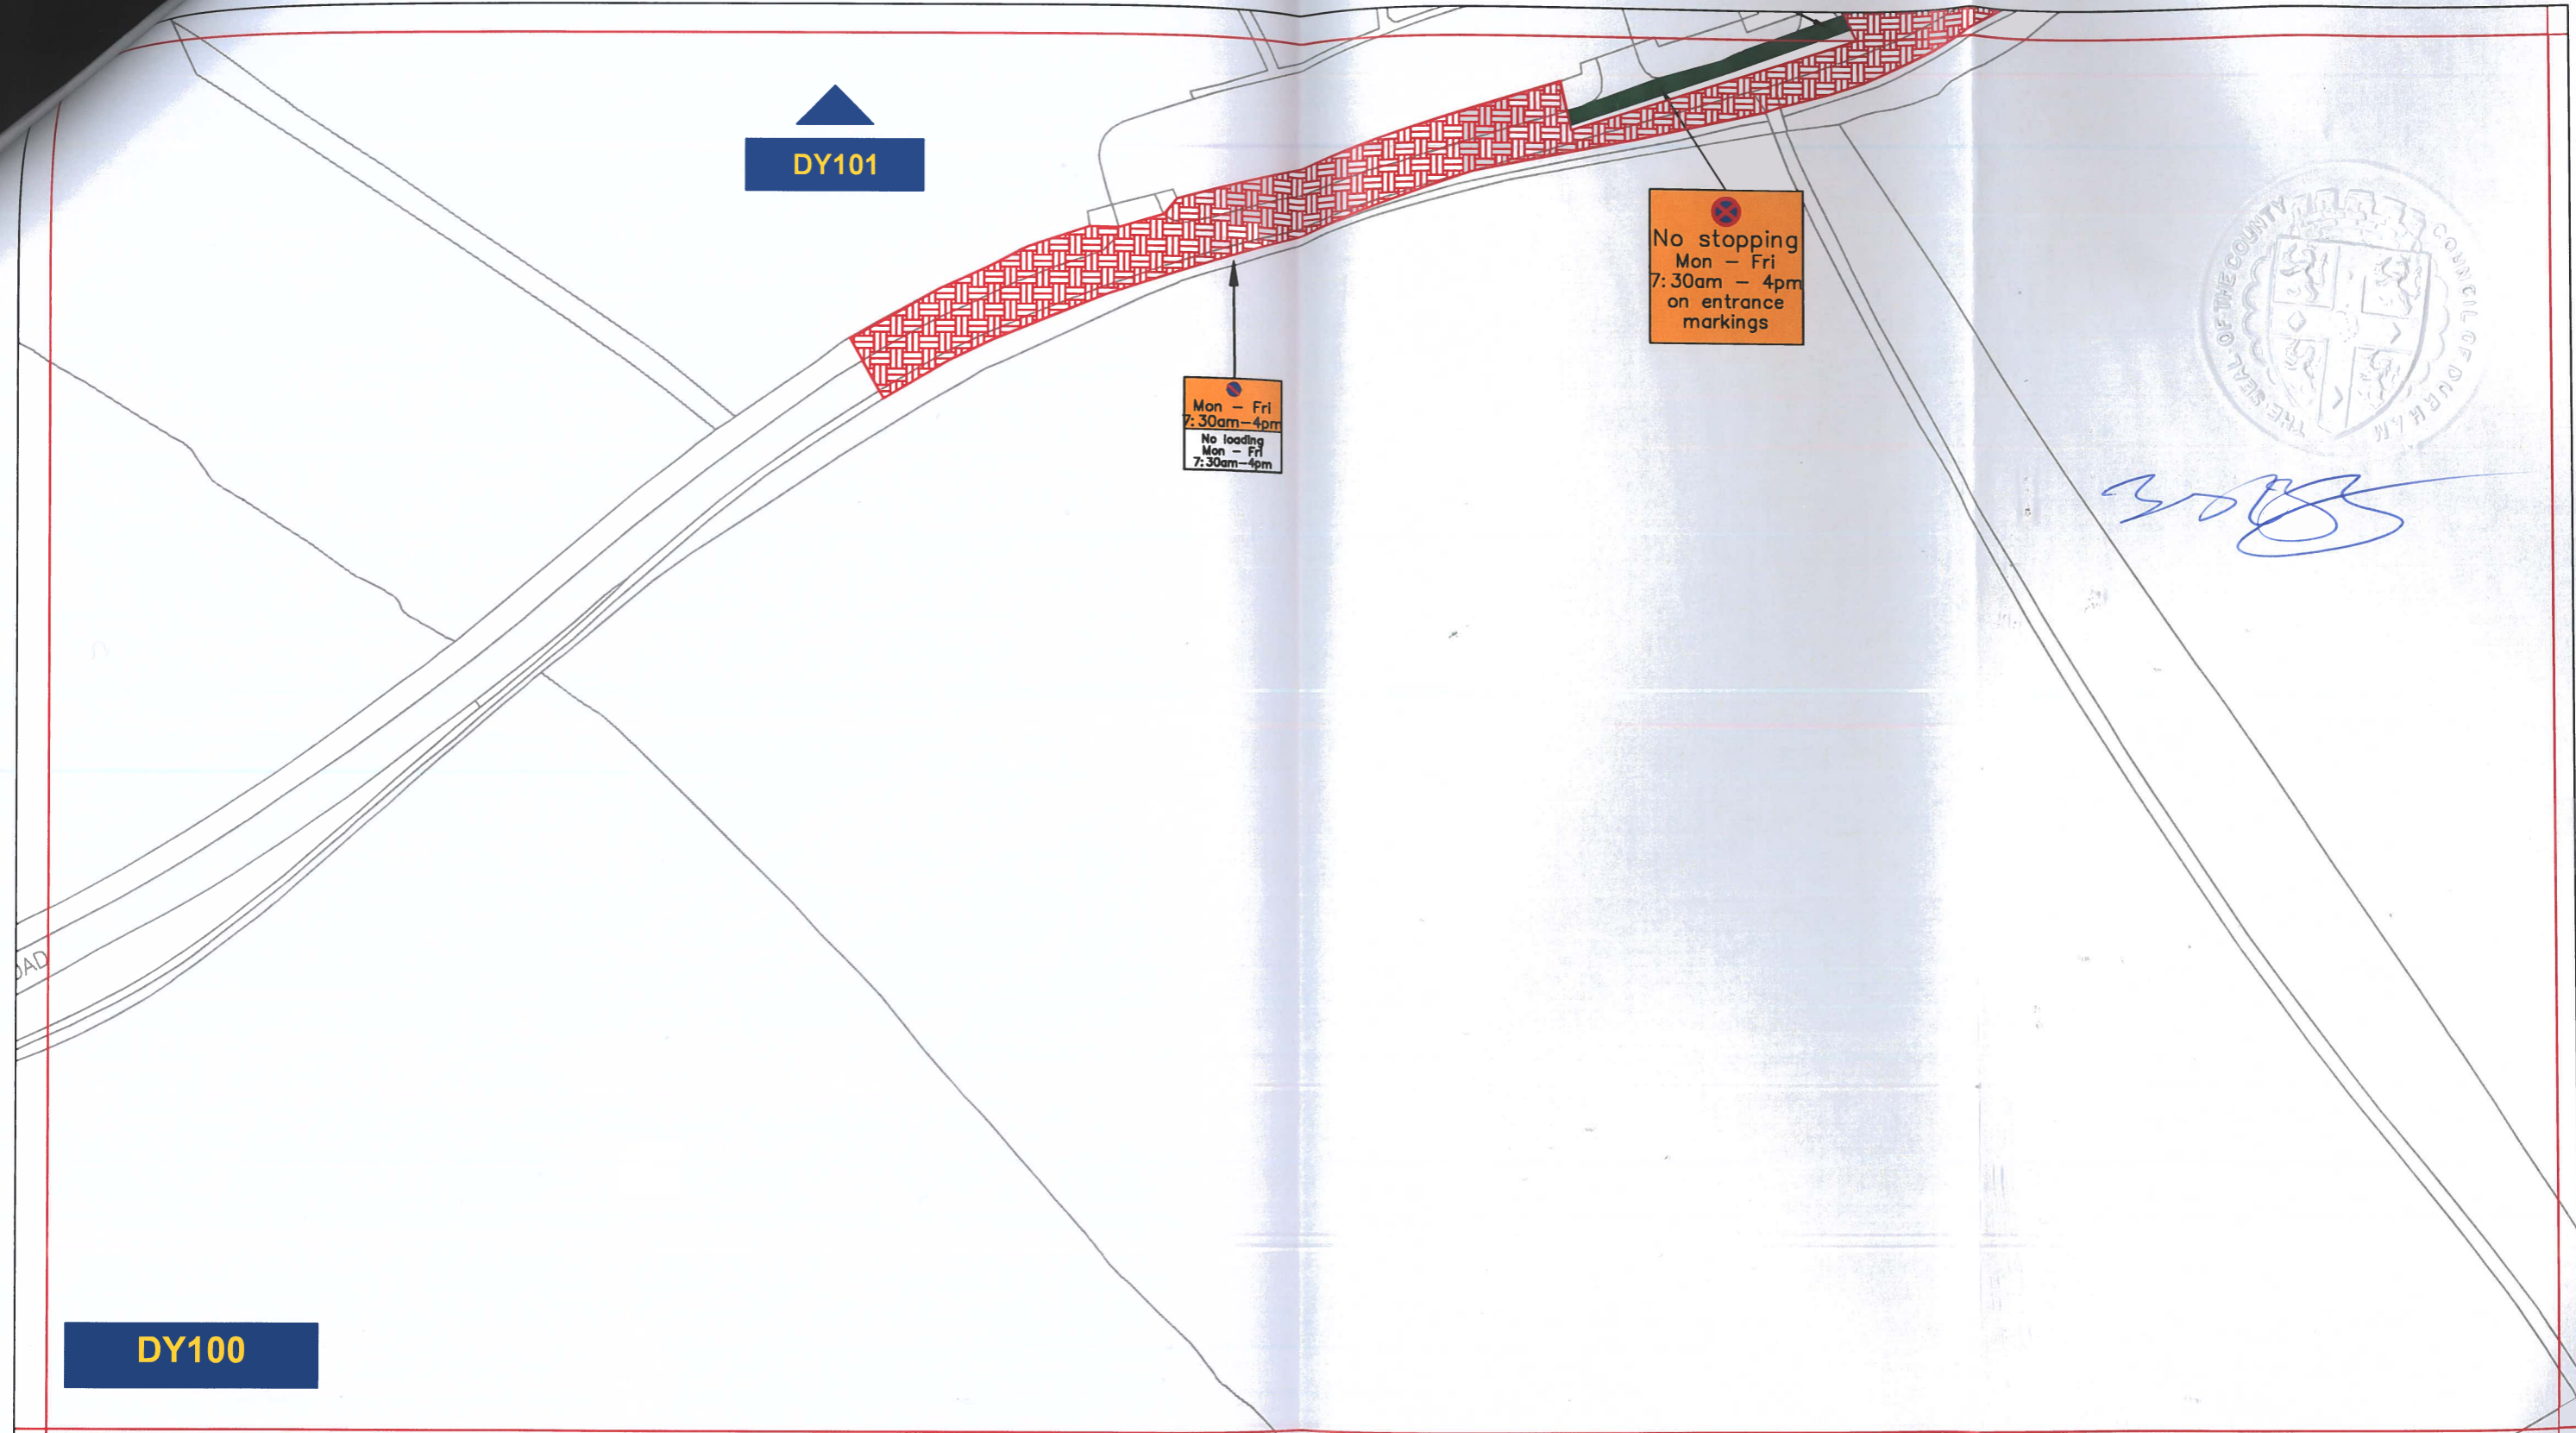 DY101
No stopping
Mon - Fri
7:30am - 4pm
on entrance
markings
Mon - Fri
7:30am-4pm
No loading
Mon - Fri
7:30am-4pm
THE SEAL OF THE COUNTY COUNCIL OF DURHAM
OAD
DY100